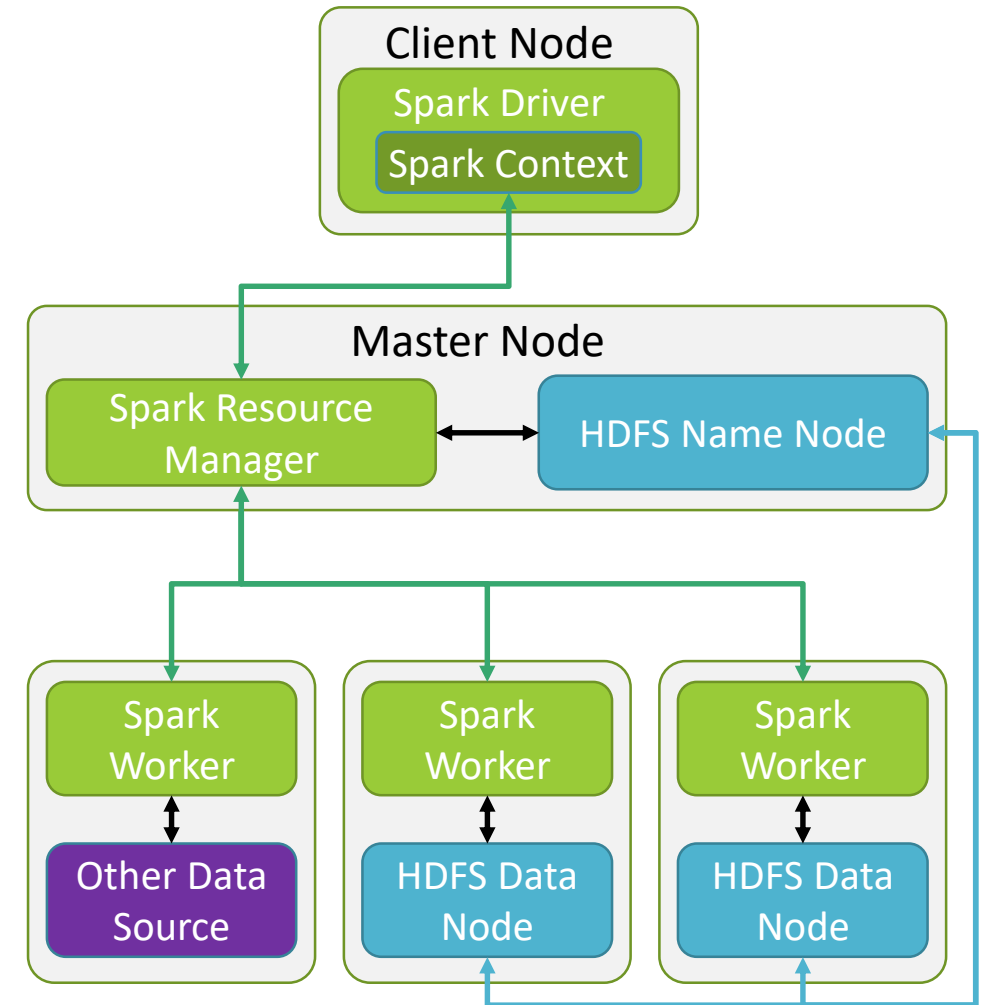 Client Node
Spark Driver
Spark Context
Master Node
Spark Resource
Manager
HDFS Name Node
Spark
Worker
Other Data
Source
Spark
Worker
HDFS Data
Node
Spark
Worker
HDFS Data
Node